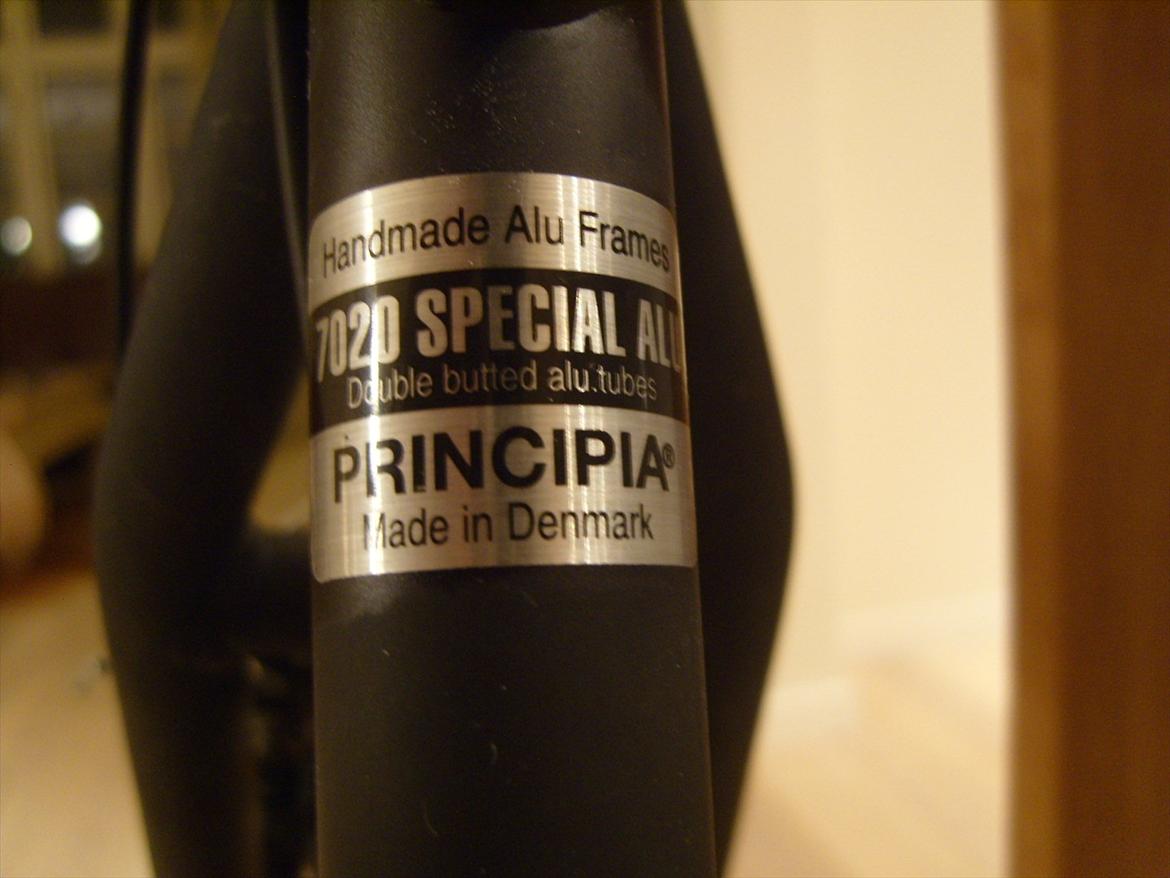 Handmade Alu Frames
7020 SPECIAL ALU
Double butted alu.tubes
PRINCIPIA®
Made in Denmark